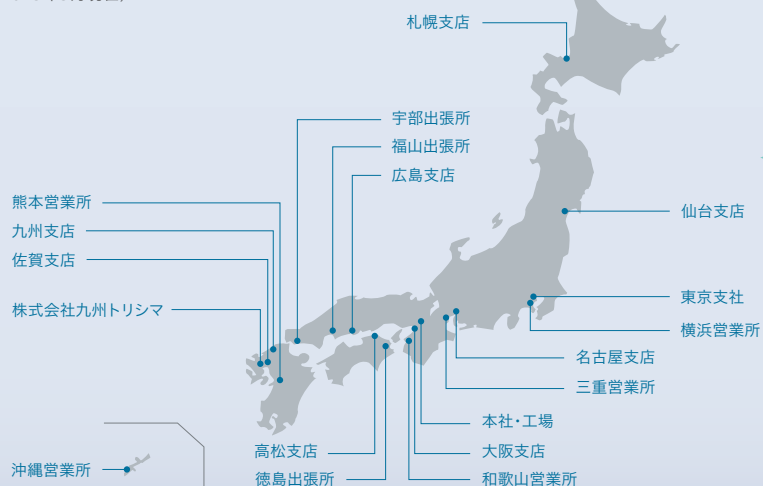 札幌支店
宇部出張所
福山出張所
広島支店
熊本営業所
九州支店
佐賀支店
株式会社九州トリシマ
仙台支店
東京支社
横浜営業所
名古屋支店
三重営業所
本社・工場
高松支店
大阪支店
徳島出張所
和歌山営業所
沖縄営業所